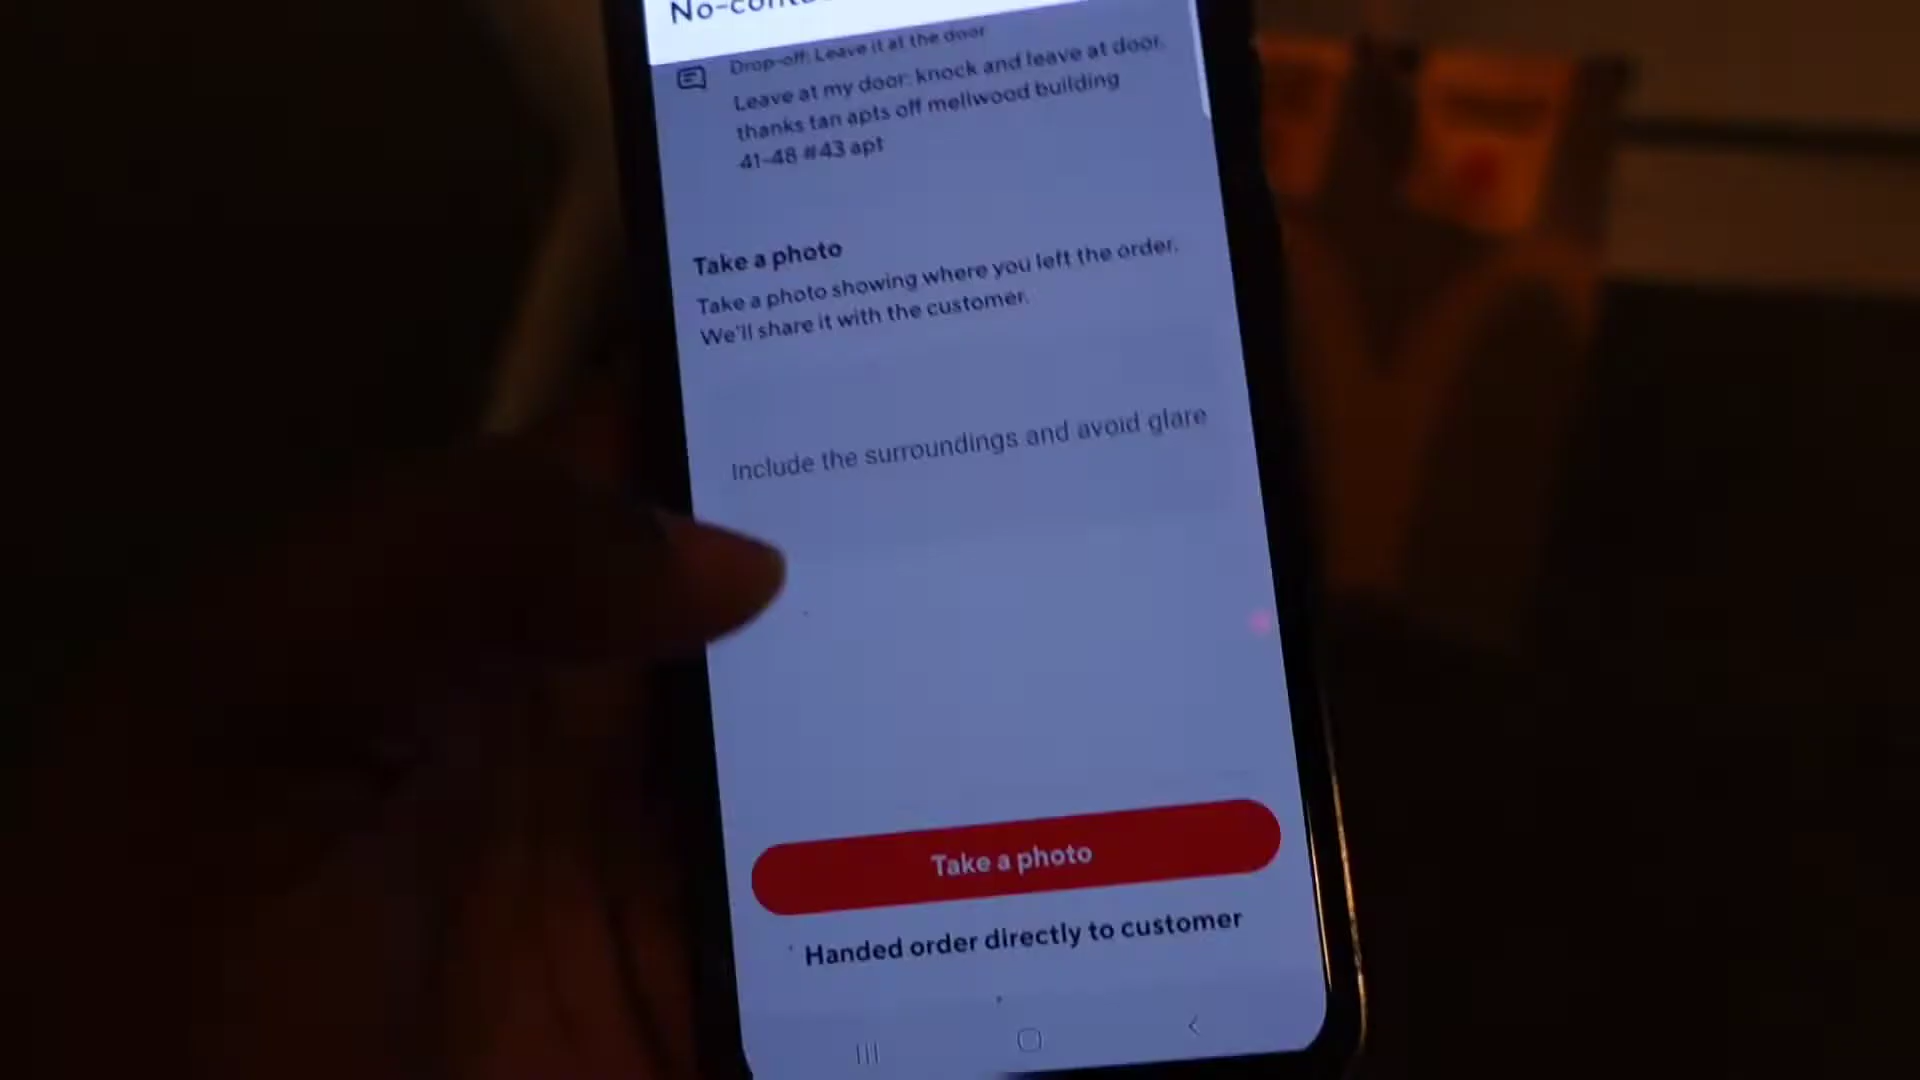 No-conta
Drop-off: Leave it at the door
Leave at my door: knock and leave at door.
thanks tan apts off mellwood building
41-48 #43 apt
Take a photo
Take a photo showing where you left the order.
We'll share it with the customer.
Include the surroundings and avoid glare
Take a photo
Handed order directly to customer